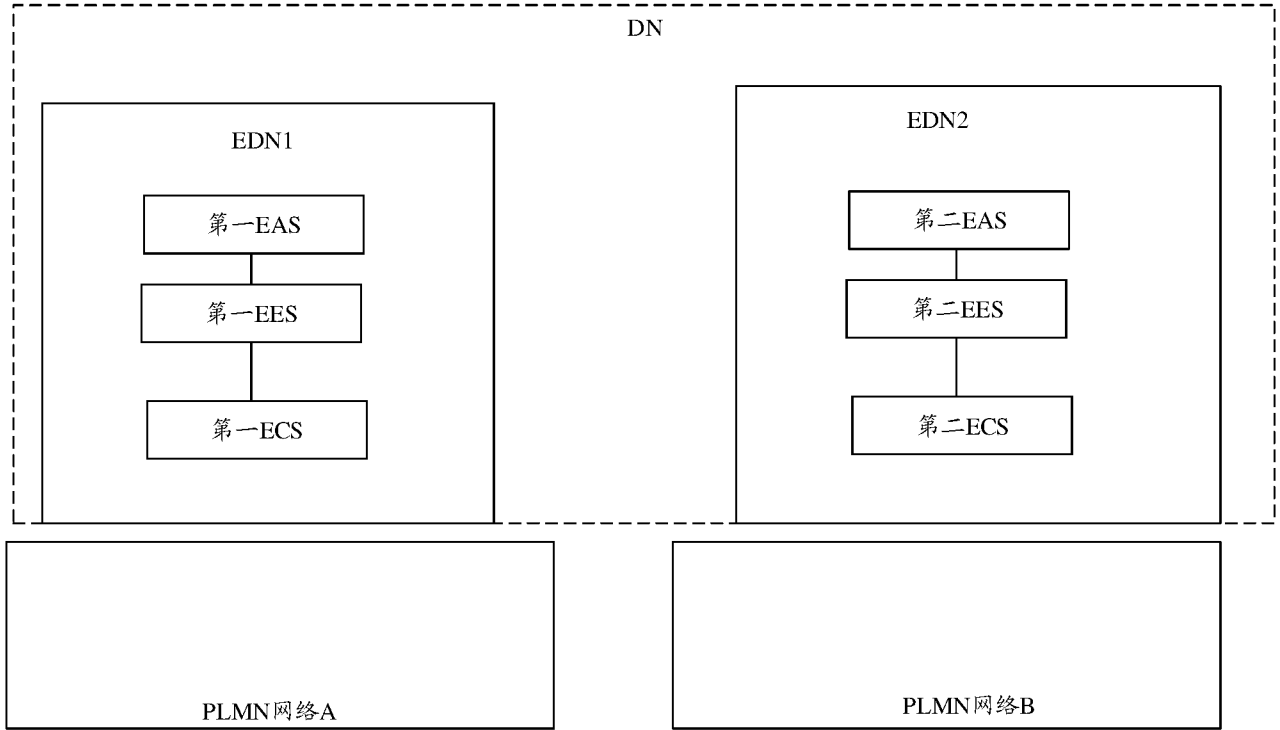 DN
EDN1
EDN2
第一EAS
第二EAS
第一EES
第二EES
第一ECS
第二ECS
PLMN网络A
PLMN网络B